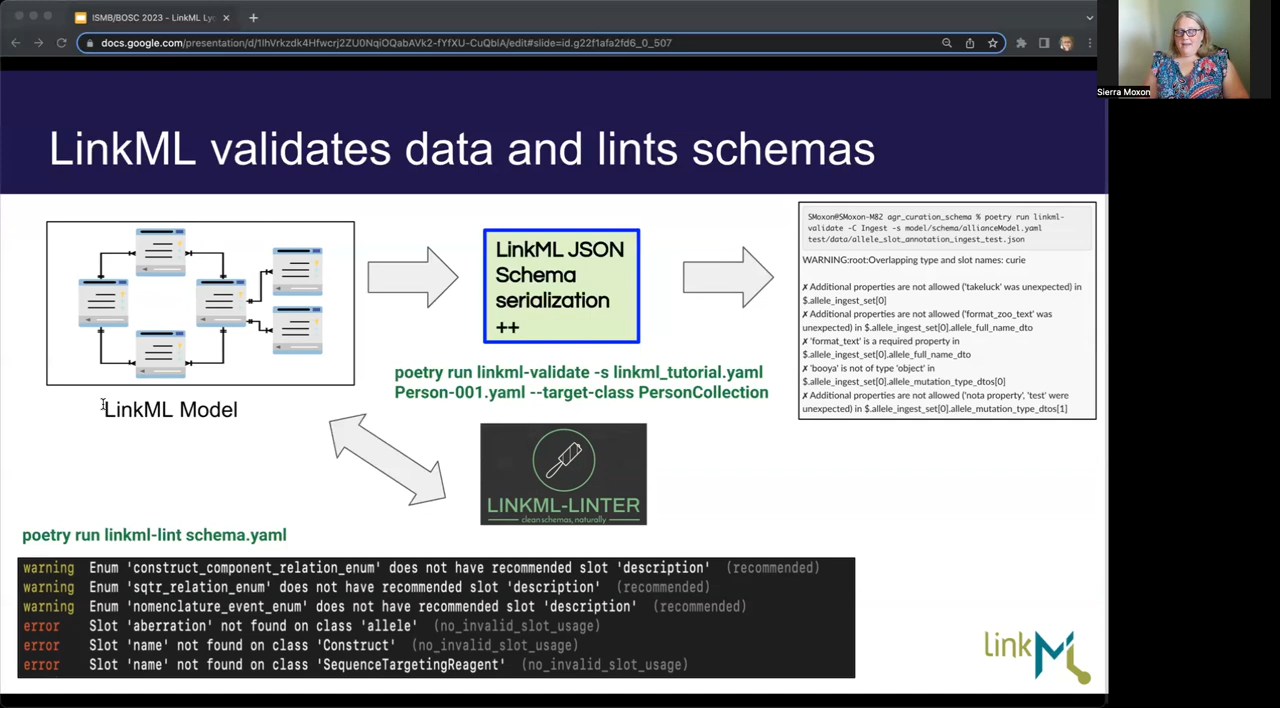 ISMB/BOSC 2023 - LinkML Ly
docs.google.com/presentation/d/1IhVrkzdk4Hfwcrj2ZU0NqiOQabAVk2-fYfXU-CuQblA/edit#slide=id.g22f1afa2fd6_0_507
Sierra Moxon
LinkML validates data and lints schemas
LinkML JSON
Schema
serialization
++
SMoxon@SMoxon-M82 agr_curation_schema % poetry run linkml-
validate -C Ingest -s model/schema/allianceModel.yaml
test/data/allele_slot_annotation_ingest_test.json
WARNING:root:Overlapping type and slot names: curie
✗ Additional properties are not allowed ('takeluck' was unexpected) in
$.allele_ingest_set[0]
✗ Additional properties are not allowed ('format_zoo_text' was
unexpected) in $.allele_ingest_set[0].allele_full_name_dto
✗ 'format_text' is a required property in
$.allele_ingest_set[0].allele_full_name_dto
✗ 'booya' is not of type 'object' in
$.allele_ingest_set[0].allele_mutation_type_dtos[0]
✗ Additional properties are not allowed ('nota property', 'test' were
unexpected) in $.allele_ingest_set[0].allele_mutation_type_dtos[1]
poetry run linkml-validate -s linkml_tutorial.yaml
Person-001.yaml --target-class PersonCollection
LinkML Model
LINKML-LINTER
clean schemas, naturally
poetry run linkml-lint schema.yaml
warning Enum 'construct_component_relation_enum' does not have recommended slot 'description' (recommended)
warning Enum 'sqtr_relation_enum' does not have recommended slot 'description' (recommended)
warning Enum 'nomenclature_event_enum' does not have recommended slot 'description' (recommended)
error Slot 'aberration' not found on class 'allele' (no_invalid_slot_usage)
error Slot 'name' not found on class 'Construct' (no_invalid_slot_usage)
error Slot 'name' not found on class 'SequenceTargetingReagent' (no_invalid_slot_usage)
linkML